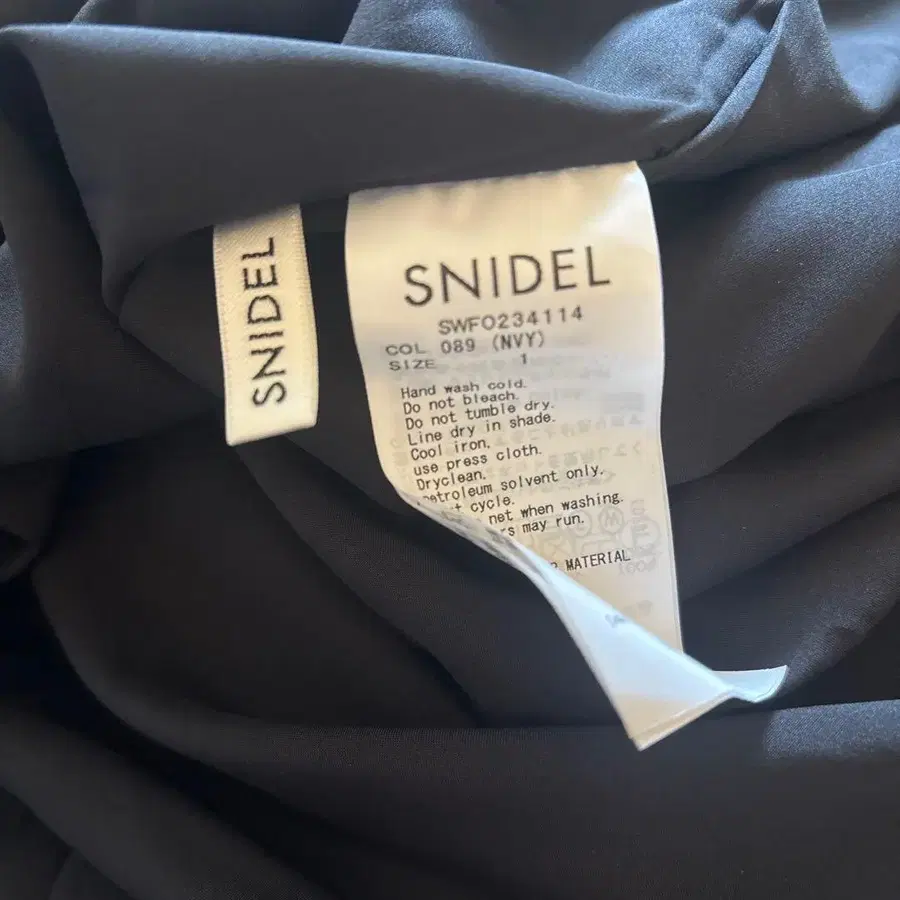 SNIDEL
SNIDEL
SWFO234114
COL 089 (NVY)
SIZE 1
Hand wash cold.
Do not bleach.
Do not tumble dry.
Line dry in shade.
Cool iron.
use press cloth.
Dryclean.
solvent only.
cycle.
net when washing.
may run.
MATERIAL